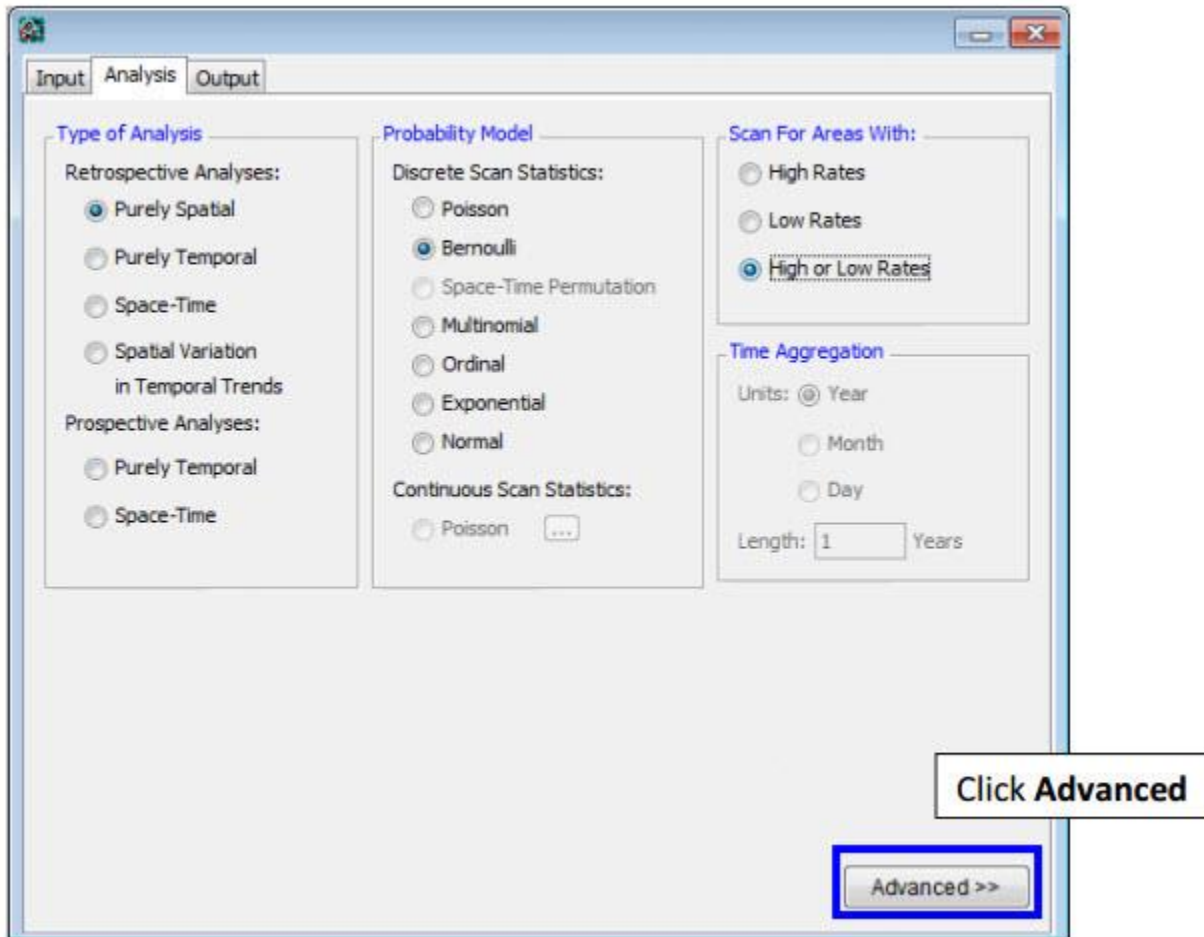 Input Analysis Output
Type of Analysis
Retrospective Analyses:
Purely Spatial
Purely Temporal
Space-Time
Spatial Variation
in Temporal Trends
Prospective Analyses:
Purely Temporal
Space-Time
Probability Model
Discrete Scan Statistics:
Poisson
Bernoulli
Space-Time Permutation
Multinomial
Ordinal
Exponential
Normal
Continuous Scan Statistics:
Poisson ...
Scan For Areas With:
High Rates
Low Rates
High or Low Rates
Time Aggregation
Units: Year
Month
Day
Length: 1 Years
Click Advanced
Advanced >>